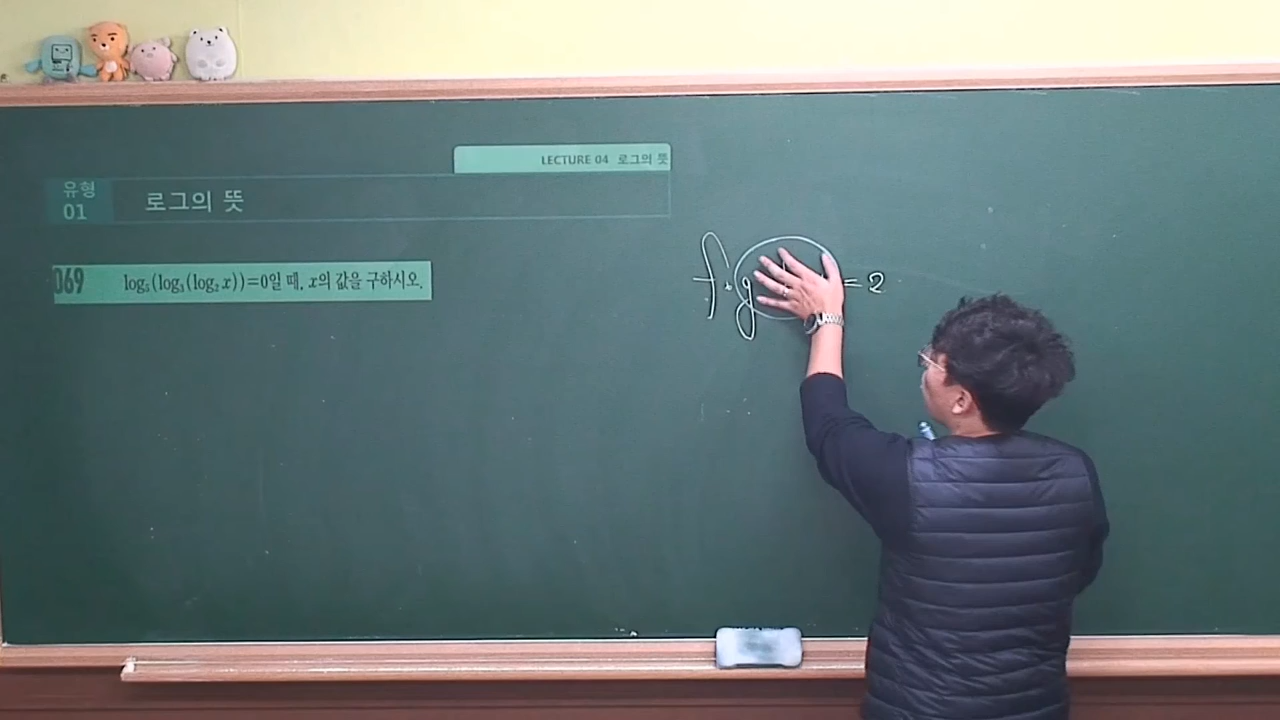 LECTURE 04 로그의 뜻
유형 01
로그의 뜻
069 log₅(log₃(log₂x))=0일 때, x의 값을 구하시오.
f∘g =2